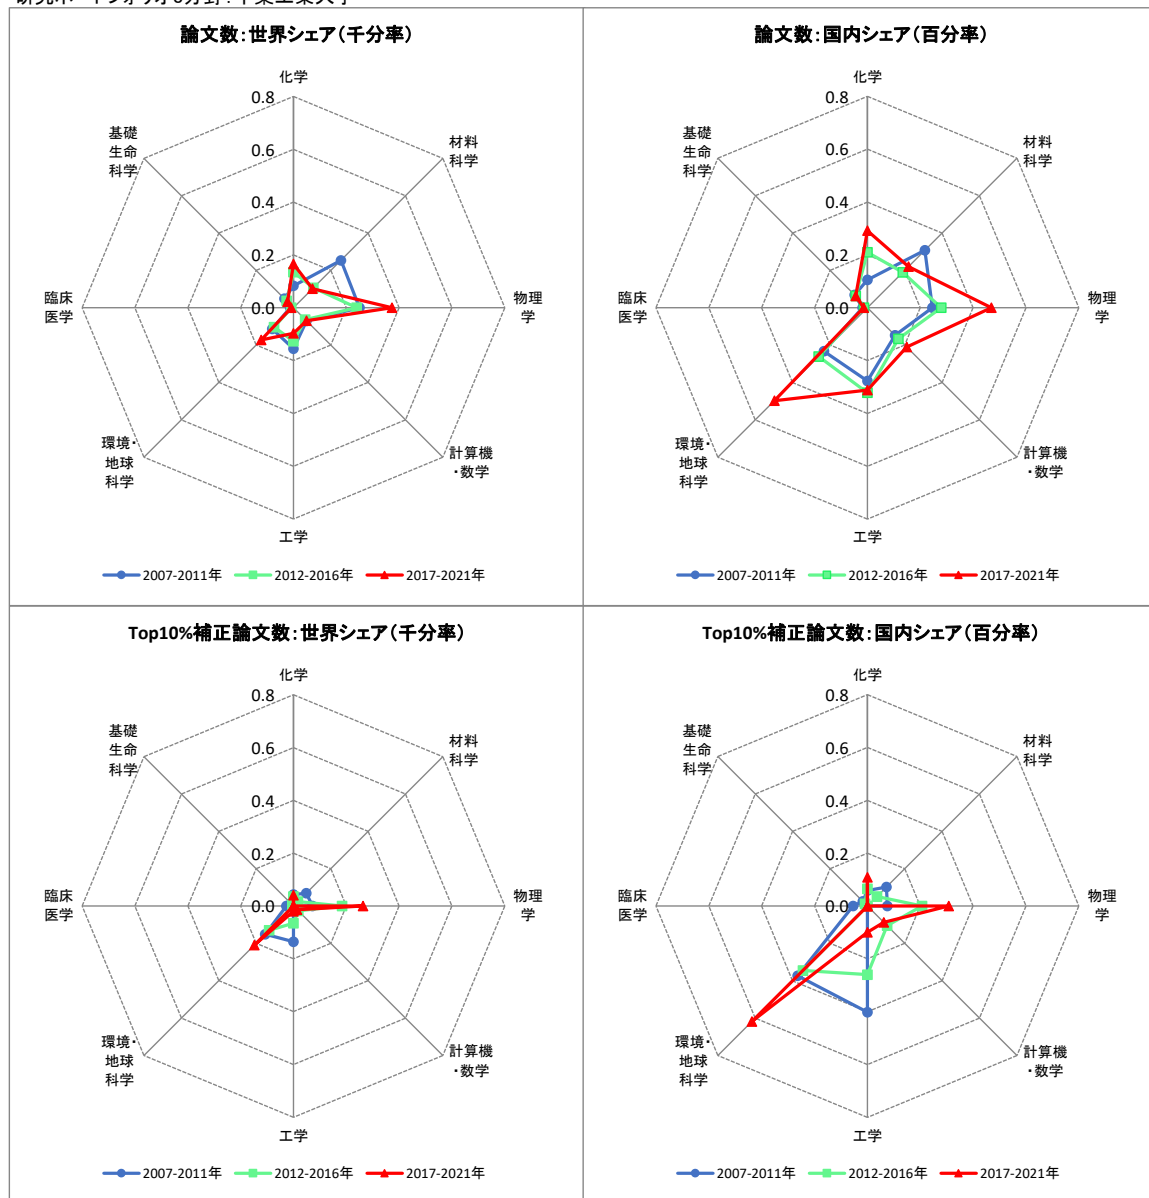 論文数：世界シェア（千分率）
化学
0.8
0.6
0.4
0.2
0.0
基礎
生命
科学
材料
科学
臨床
医学
物理
学
環境・
地球
科学
計算機
・数学
工学
2007-2011年
2012-2016年
2017-2021年
論文数：国内シェア（百分率）
化学
0.8
0.6
0.4
0.2
0.0
基礎
生命
科学
材料
科学
臨床
医学
物理
学
環境・
地球
科学
計算機
・数学
工学
2007-2011年
2012-2016年
2017-2021年
Top10%補正論文数：世界シェア（千分率）
化学
0.8
0.6
0.4
0.2
0.0
基礎
生命
科学
材料
科学
臨床
医学
物理
学
環境・
地球
科学
計算機
・数学
工学
2007-2011年
2012-2016年
2017-2021年
Top10%補正論文数：国内シェア（百分率）
化学
0.8
0.6
0.4
0.2
0.0
基礎
生命
科学
材料
科学
臨床
医学
物理
学
環境・
地球
科学
計算機
・数学
工学
2007-2011年
2012-2016年
2017-2021年